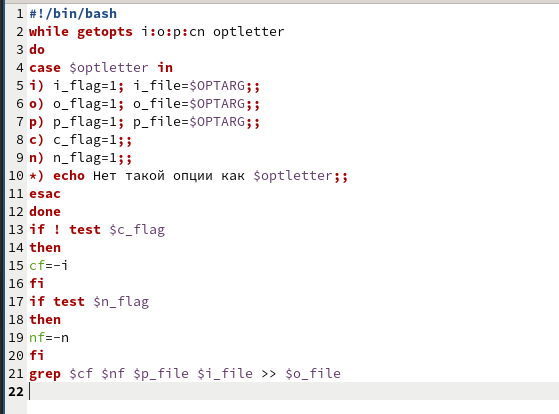 1 #!/bin/bash
2 while getopts i:o:p:cn optletter
3 do
4 case $optletter in
5 i) i_flag=1; i_file=$OPTARG;;
6 o) o_flag=1; o_file=$OPTARG;;
7 p) p_flag=1; p_file=$OPTARG;;
8 c) c_flag=1;;
9 n) n_flag=1;;
10 *) echo Нет такой опции как $optletter;;
11 esac
12 done
13 if ! test $c_flag
14 then
15 cf=-i
16 fi
17 if test $n_flag
18 then
19 nf=-n
20 fi
21 grep $cf $nf $p_file $i_file >> $o_file
22